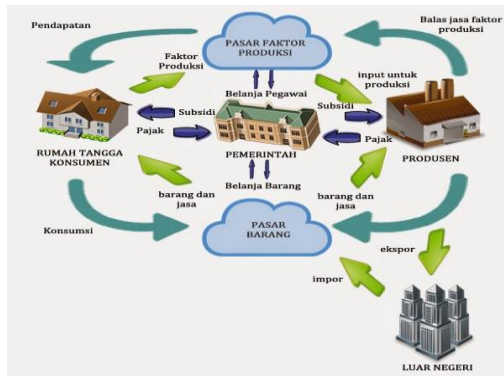 Pendapatan
Balas jasa faktor
produksi
PASAR FAKTOR
PRODUKSI
Faktor
Produksi
input untuk
produksi
Belanja Pegawai
Subsidi
Subsidi
Pajak
Pajak
RUMAH TANGGA
KONSUMEN
PEMERINTAH
PRODUSEN
Belanja Barang
barang dan
jasa
barang dan
jasa
Konsumsi
PASAR
BARANG
ekspor
impor
LUAR NEGERI